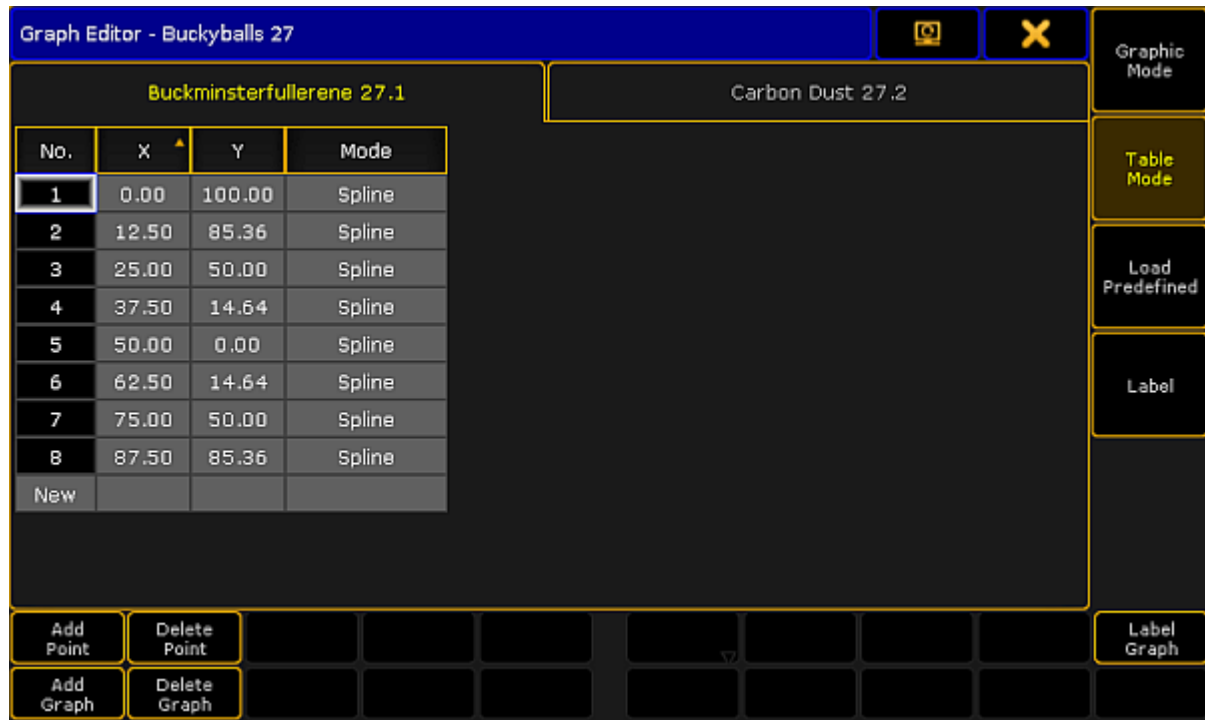 Graph Editor - Buckyballs 27
Graphic
Mode
Buckminsterfullerene 27.1
Carbon Dust 27.2
No. X Y Mode
1 0.00 100.00 Spline
2 12.50 85.36 Spline
3 25.00 50.00 Spline
4 37.50 14.64 Spline
5 50.00 0.00 Spline
6 62.50 14.64 Spline
7 75.00 50.00 Spline
8 87.50 85.36 Spline
New
Table
Mode
Load
Predefined
Label
Add
Point
Delete
Point
Label
Graph
Add
Graph
Delete
Graph